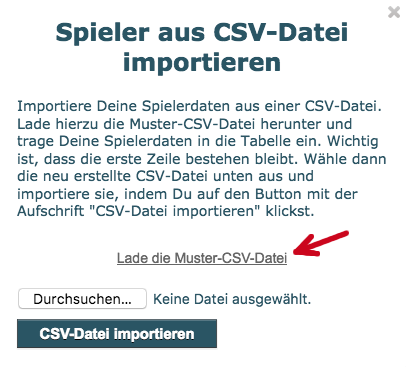 Spieler aus CSV-Datei
importieren
Importiere Deine Spielerdaten aus einer CSV-Datei.
Lade hierzu die Muster-CSV-Datei herunter und
trage Deine Spielerdaten in die Tabelle ein. Wichtig
ist, dass die erste Zeile bestehen bleibt. Wähle dann
die neu erstellte CSV-Datei unten aus und
importiere sie, indem Du auf den Button mit der
Aufschrift "CSV-Datei importieren" klickst.
Lade die Muster-CSV-Datei
Durchsuchen... Keine Datei ausgewählt.
CSV-Datei importieren